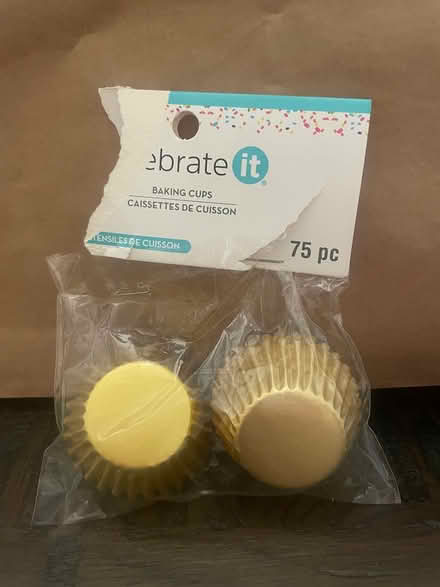 ebrate it®
BAKING CUPS
CAISSETTES DE CUISSON
TENSILES DE CUISSON
75 pc